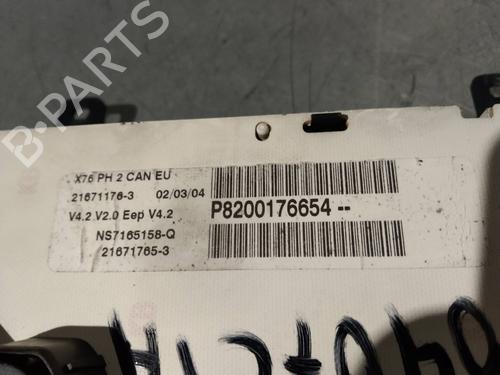 B-PARTS
X76 PH 2 CAN EU
21671176-3 02/03/04
V4.2 V2.0 Eep V4.2
P8200176654 --
NS7165158-Q
21671765-3